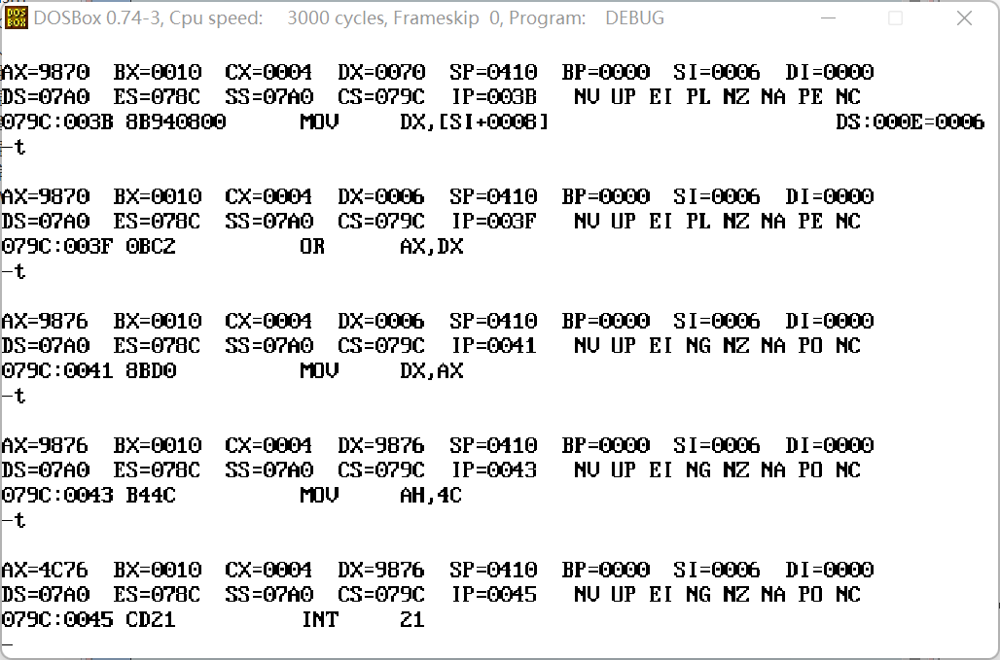 DOS BOX DOSBox 0.74-3, Cpu speed: 3000 cycles, Frameskip 0, Program: DEBUG
AX=9870 BX=0010 CX=0004 DX=0070 SP=0410 BP=0000 SI=0006 DI=0000
DS=07A0 ES=078C SS=07A0 CS=079C IP=003B NV UP EI PL NZ NA PE NC
079C:003B 8B940800 MOV DX,[SI+0008] DS:000E=0006
-t
AX=9870 BX=0010 CX=0004 DX=0006 SP=0410 BP=0000 SI=0006 DI=0000
DS=07A0 ES=078C SS=07A0 CS=079C IP=003F NV UP EI PL NZ NA PE NC
079C:003F 0BC2 OR AX,DX
-t
AX=9876 BX=0010 CX=0004 DX=0006 SP=0410 BP=0000 SI=0006 DI=0000
DS=07A0 ES=078C SS=07A0 CS=079C IP=0041 NV UP EI NG NZ NA PO NC
079C:0041 8BD0 MOV DX,AX
-t
AX=9876 BX=0010 CX=0004 DX=9876 SP=0410 BP=0000 SI=0006 DI=0000
DS=07A0 ES=078C SS=07A0 CS=079C IP=0043 NV UP EI NG NZ NA PO NC
079C:0043 B44C MOV AH,4C
-t
AX=4C76 BX=0010 CX=0004 DX=9876 SP=0410 BP=0000 SI=0006 DI=0000
DS=07A0 ES=078C SS=07A0 CS=079C IP=0045 NV UP EI NG NZ NA PO NC
079C:0045 CD21 INT 21
-